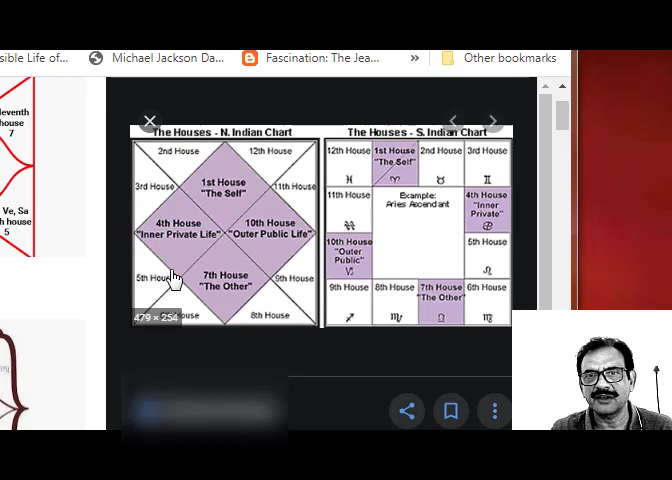 sible Life of...
Michael Jackson Da...
Fascination: The Jea...
»
Other bookmarks
leventh
house
7
Ve, Sa
h house
5
The Houses - N. Indian Chart
2nd House
12th House
1st House
"The Self"
3rd House
11th House
4th House
"Inner Private Life"
10th House
"Outer Public Life"
5th House
7th House
"The Other"
9th House
8th House
479 × 254
The Houses - S. Indian Chart
12th House
1st House
"The Self"
2nd House
3rd House
♓
♈
♉
♊
11th House
Example:
Aries Ascendant
4th House
"Inner
Private"
♒
♋
10th House
"Outer
Public"
♑
5th House
♌
9th House
8th House
7th House
"The Other"
6th House
♐
♏
♎
♍